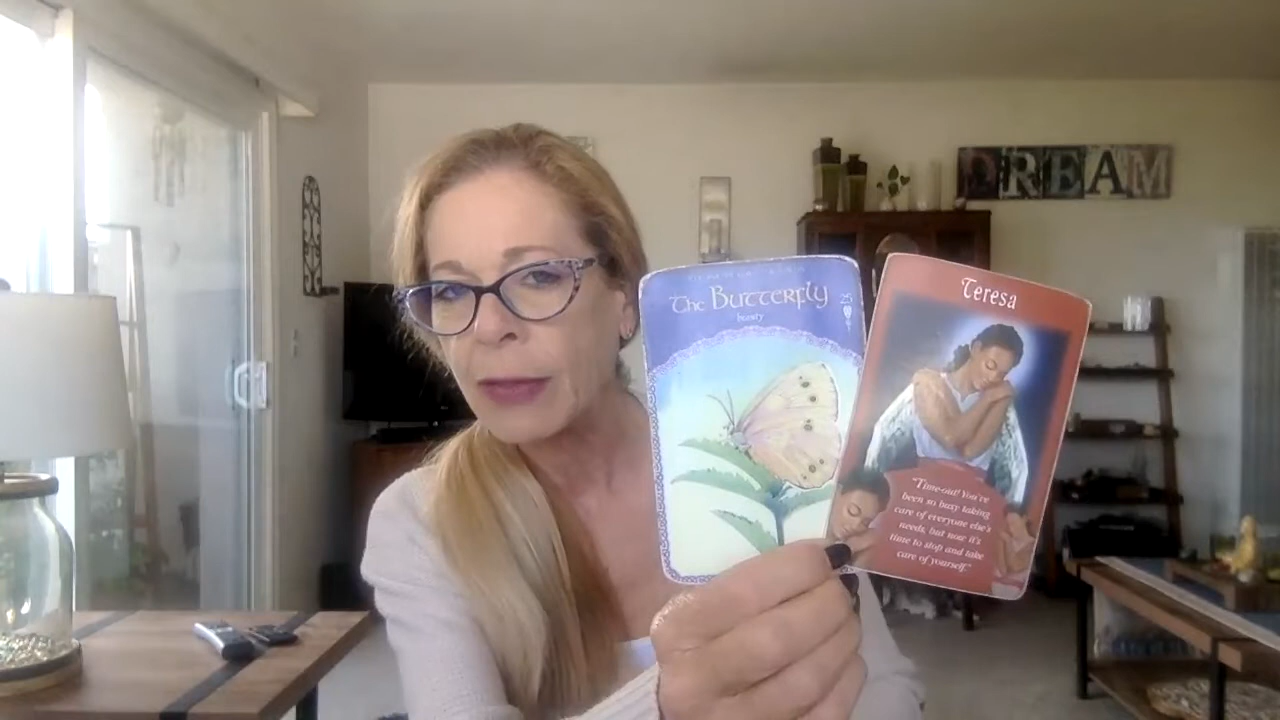 The Butterfly
beauty
25
Teresa
"Time-out! You've
been so busy taking
care of everyone else's
needs, but now it's
time to stop and take
care of yourself."
DREAM